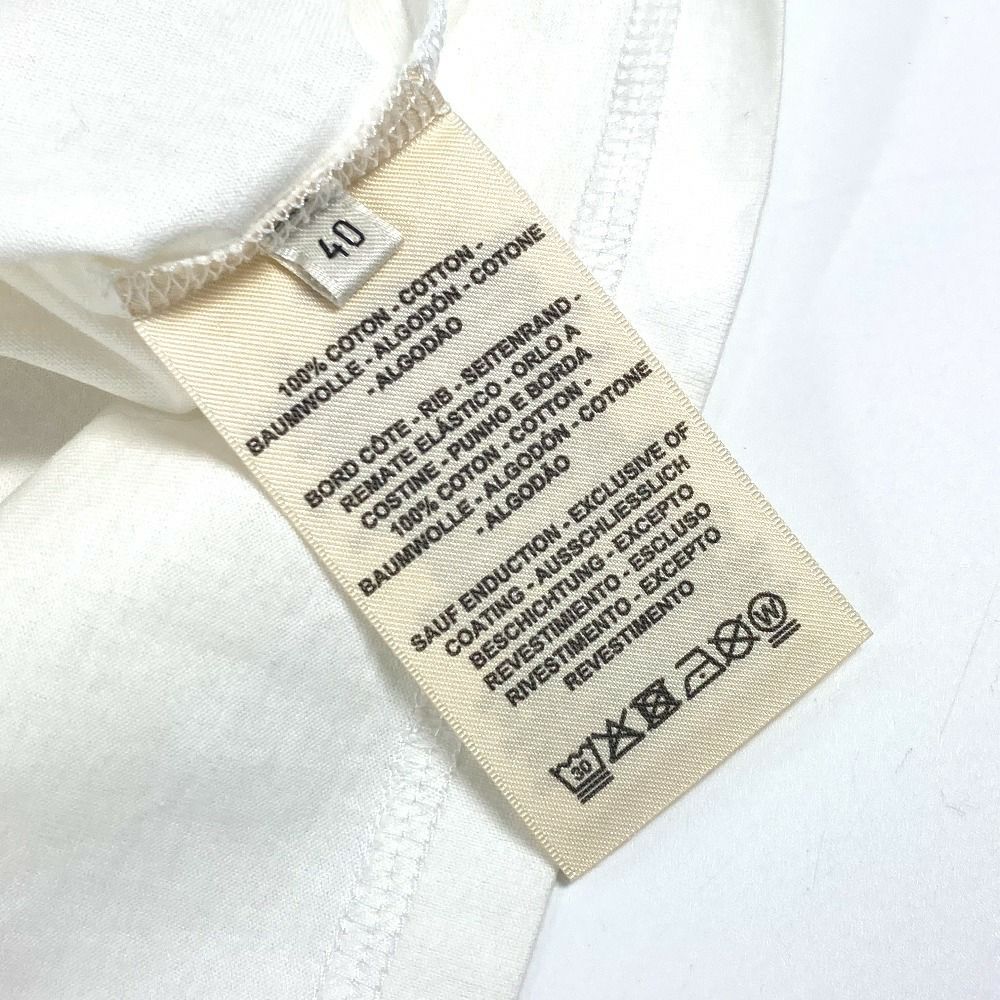 40
100% COTON - COTTON -
BAUMWOLLE - ALGODÓN - COTONE
- ALGODÃO
BORD CÔTE - RIB - SEITENRAND -
REMATE ELÁSTICO - ORLO A
COSTINE - PUNHO E BORDA
100% COTON - COTTON -
BAUMWOLLE - ALGODÓN - COTONE
- ALGODÃO
SAUF ENDUCTION - EXCLUSIVE OF
COATING - AUSSCHLIESSLICH
BESCHICHTUNG - EXCEPTO
REVESTIMIENTO - ESCLUSO
RIVESTIMENTO - EXCEPTO
REVESTIMENTO
30 W